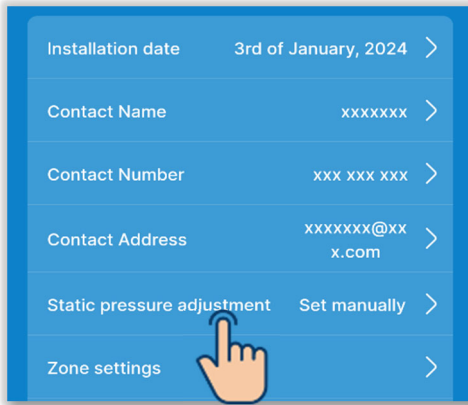 Installation date 3rd of January, 2024
Contact Name xxxxxxx
Contact Number xxx xxx xxx
Contact Address xxxxxxx@xx
x.com
Static pressure adjustment Set manually
Zone settings